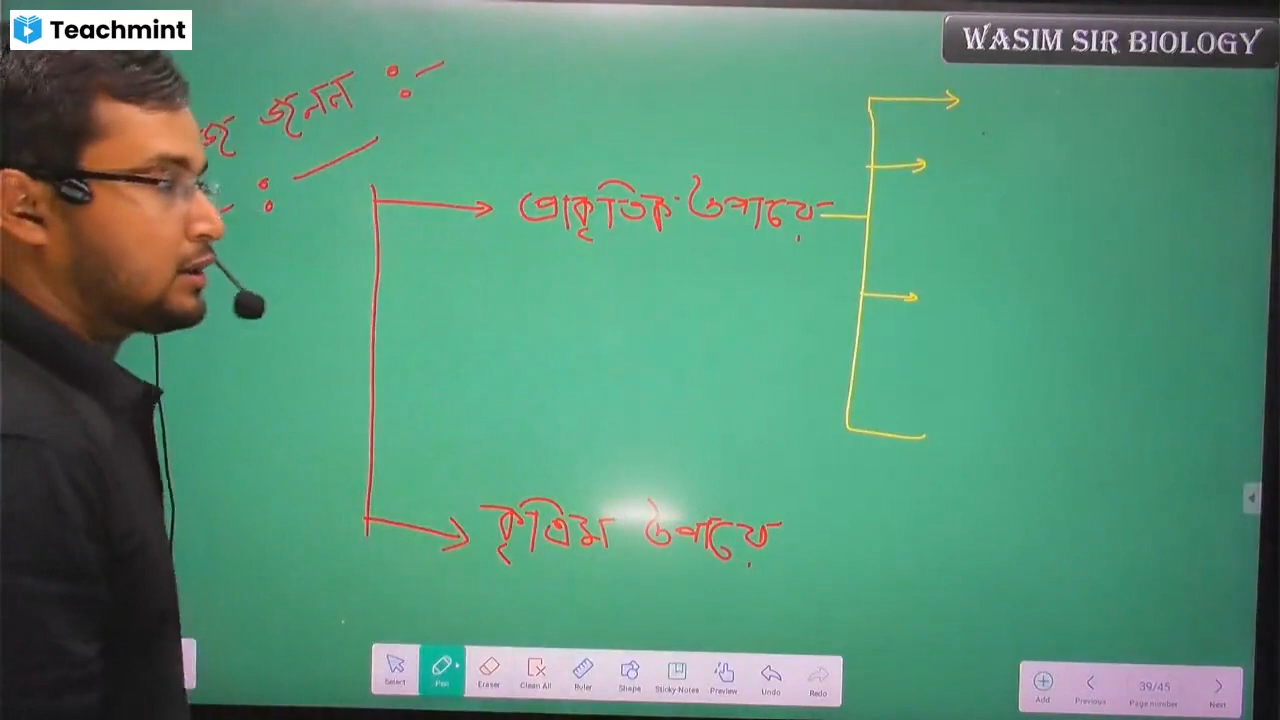 Teachmint
WASIM SIR BIOLOGY
জ জনন :-
প্রাকৃতিক উপায়ে
কৃত্রিম উপায়ে
Select
Pen
Eraser
Clean All
Ruler
Shape
Sticky Notes
Preview
Undo
Redo
Add
Previous
39/45
Page number
Next